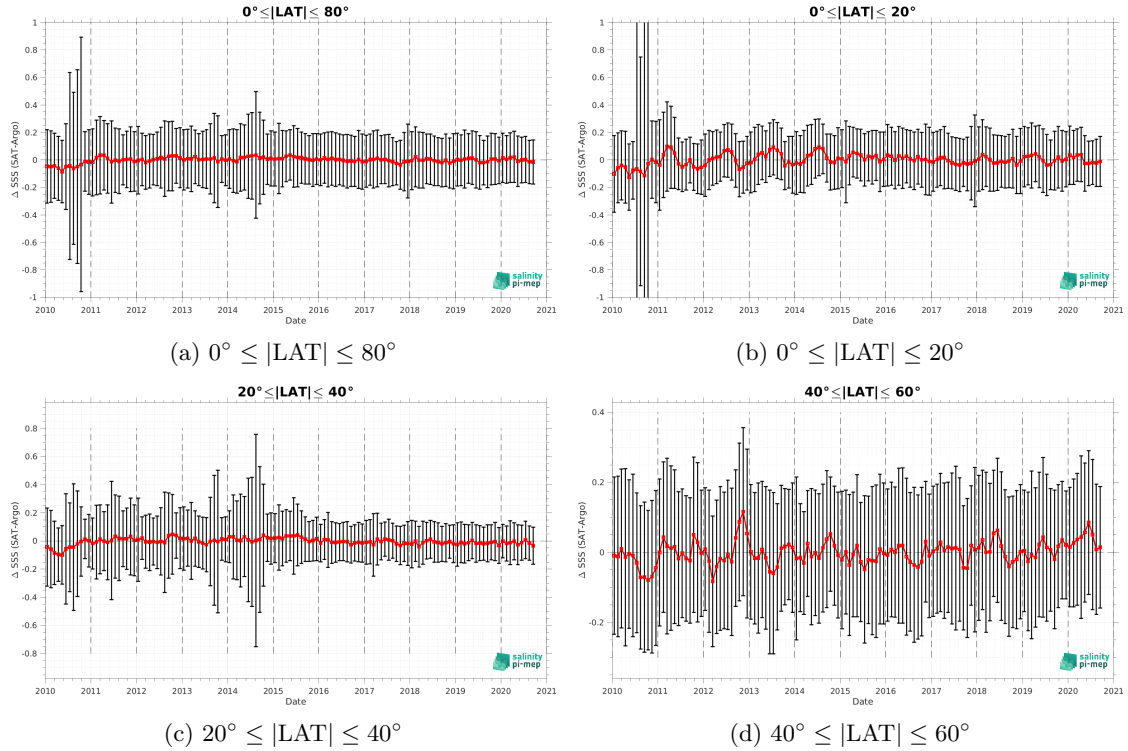 0°≤|LAT|≤ 80°
1
0.8
0.6
0.4
0.2
0
-0.2
-0.4
-0.6
-0.8
-1
Δ SSS (SAT-Argo)
2010 2011 2012 2013 2014 2015 2016 2017 2018 2019 2020 2021
Date
salinity
pi-mep
(a) 0° ≤ |LAT| ≤ 80°
0°≤|LAT|≤ 20°
1
0.8
0.6
0.4
0.2
0
-0.2
-0.4
-0.6
-0.8
-1
Δ SSS (SAT-Argo)
2010 2011 2012 2013 2014 2015 2016 2017 2018 2019 2020 2021
Date
salinity
pi-mep
(b) 0° ≤ |LAT| ≤ 20°
20°≤|LAT|≤ 40°
0.8
0.6
0.4
0.2
0
-0.2
-0.4
-0.6
-0.8
Δ SSS (SAT-Argo)
2010 2011 2012 2013 2014 2015 2016 2017 2018 2019 2020 2021
Date
salinity
pi-mep
(c) 20° ≤ |LAT| ≤ 40°
40°≤|LAT|≤ 60°
0.4
0.2
0
-0.2
Δ SSS (SAT-Argo)
2010 2011 2012 2013 2014 2015 2016 2017 2018 2019 2020 2021
Date
salinity
pi-mep
(d) 40° ≤ |LAT| ≤ 60°